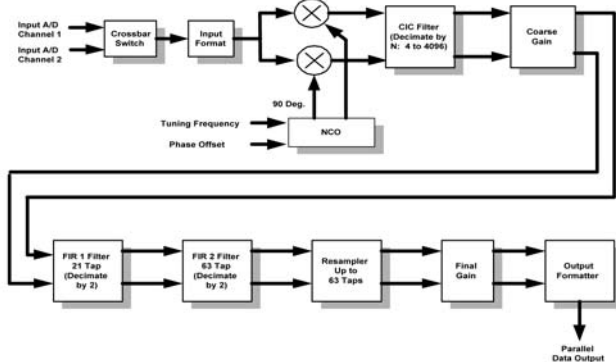 Input A/D
Channel 1
Input A/D
Channel 2
Crossbar
Switch
Input
Format
90 Deg.
Tuning Frequency
Phase Offset
NCO
CIC Filter
(Decimate by
N: 4 to 4096)
Coarse
Gain
FIR 1 Filter
21 Tap
(Decimate
by 2)
FIR 2 Filter
63 Tap
(Decimate
by 2)
Resampler
Up to
63 Taps
Final
Gain
Output
Formatter
Parallel
Data Output